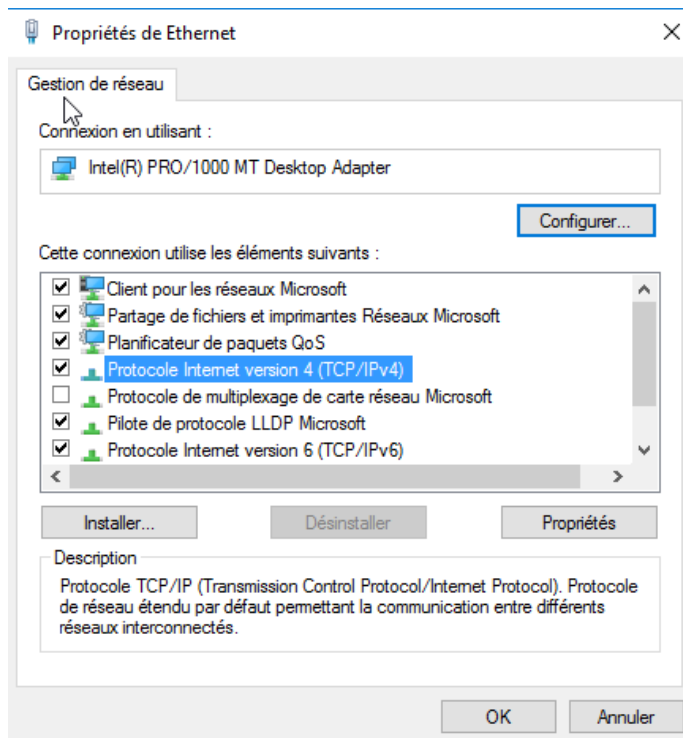 Propriétés de Ethernet
Gestion de réseau
Connexion en utilisant :
Intel(R) PRO/1000 MT Desktop Adapter
Configurer...
Cette connexion utilise les éléments suivants :
Client pour les réseaux Microsoft
Partage de fichiers et imprimantes Réseaux Microsoft
Planificateur de paquets QoS
Protocole Internet version 4 (TCP/IPv4)
Protocole de multiplexage de carte réseau Microsoft
Pilote de protocole LLDP Microsoft
Protocole Internet version 6 (TCP/IPv6)
Installer...
Désinstaller
Propriétés
Description
Protocole TCP/IP (Transmission Control Protocol/Internet Protocol). Protocole
de réseau étendu par défaut permettant la communication entre différents
réseaux interconnectés.
OK
Annuler